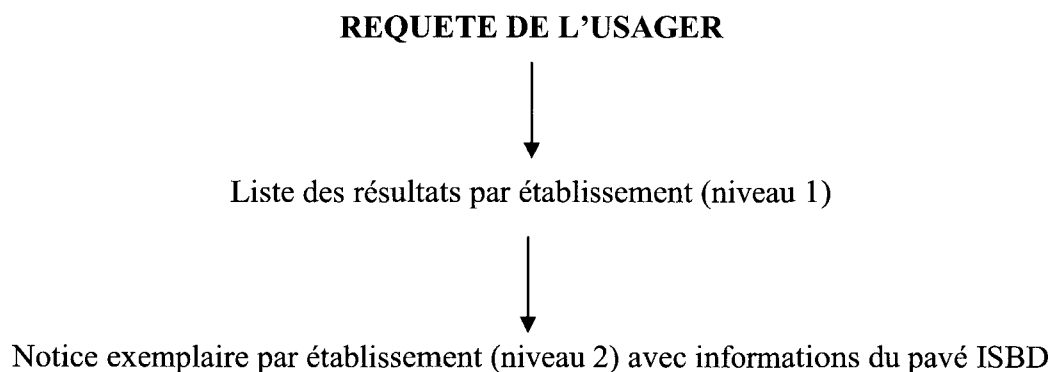 REQUETE DE L'USAGER
Liste des résultats par établissement (niveau 1)
Notice exemplaire par établissement (niveau 2) avec informations du pavé ISBD